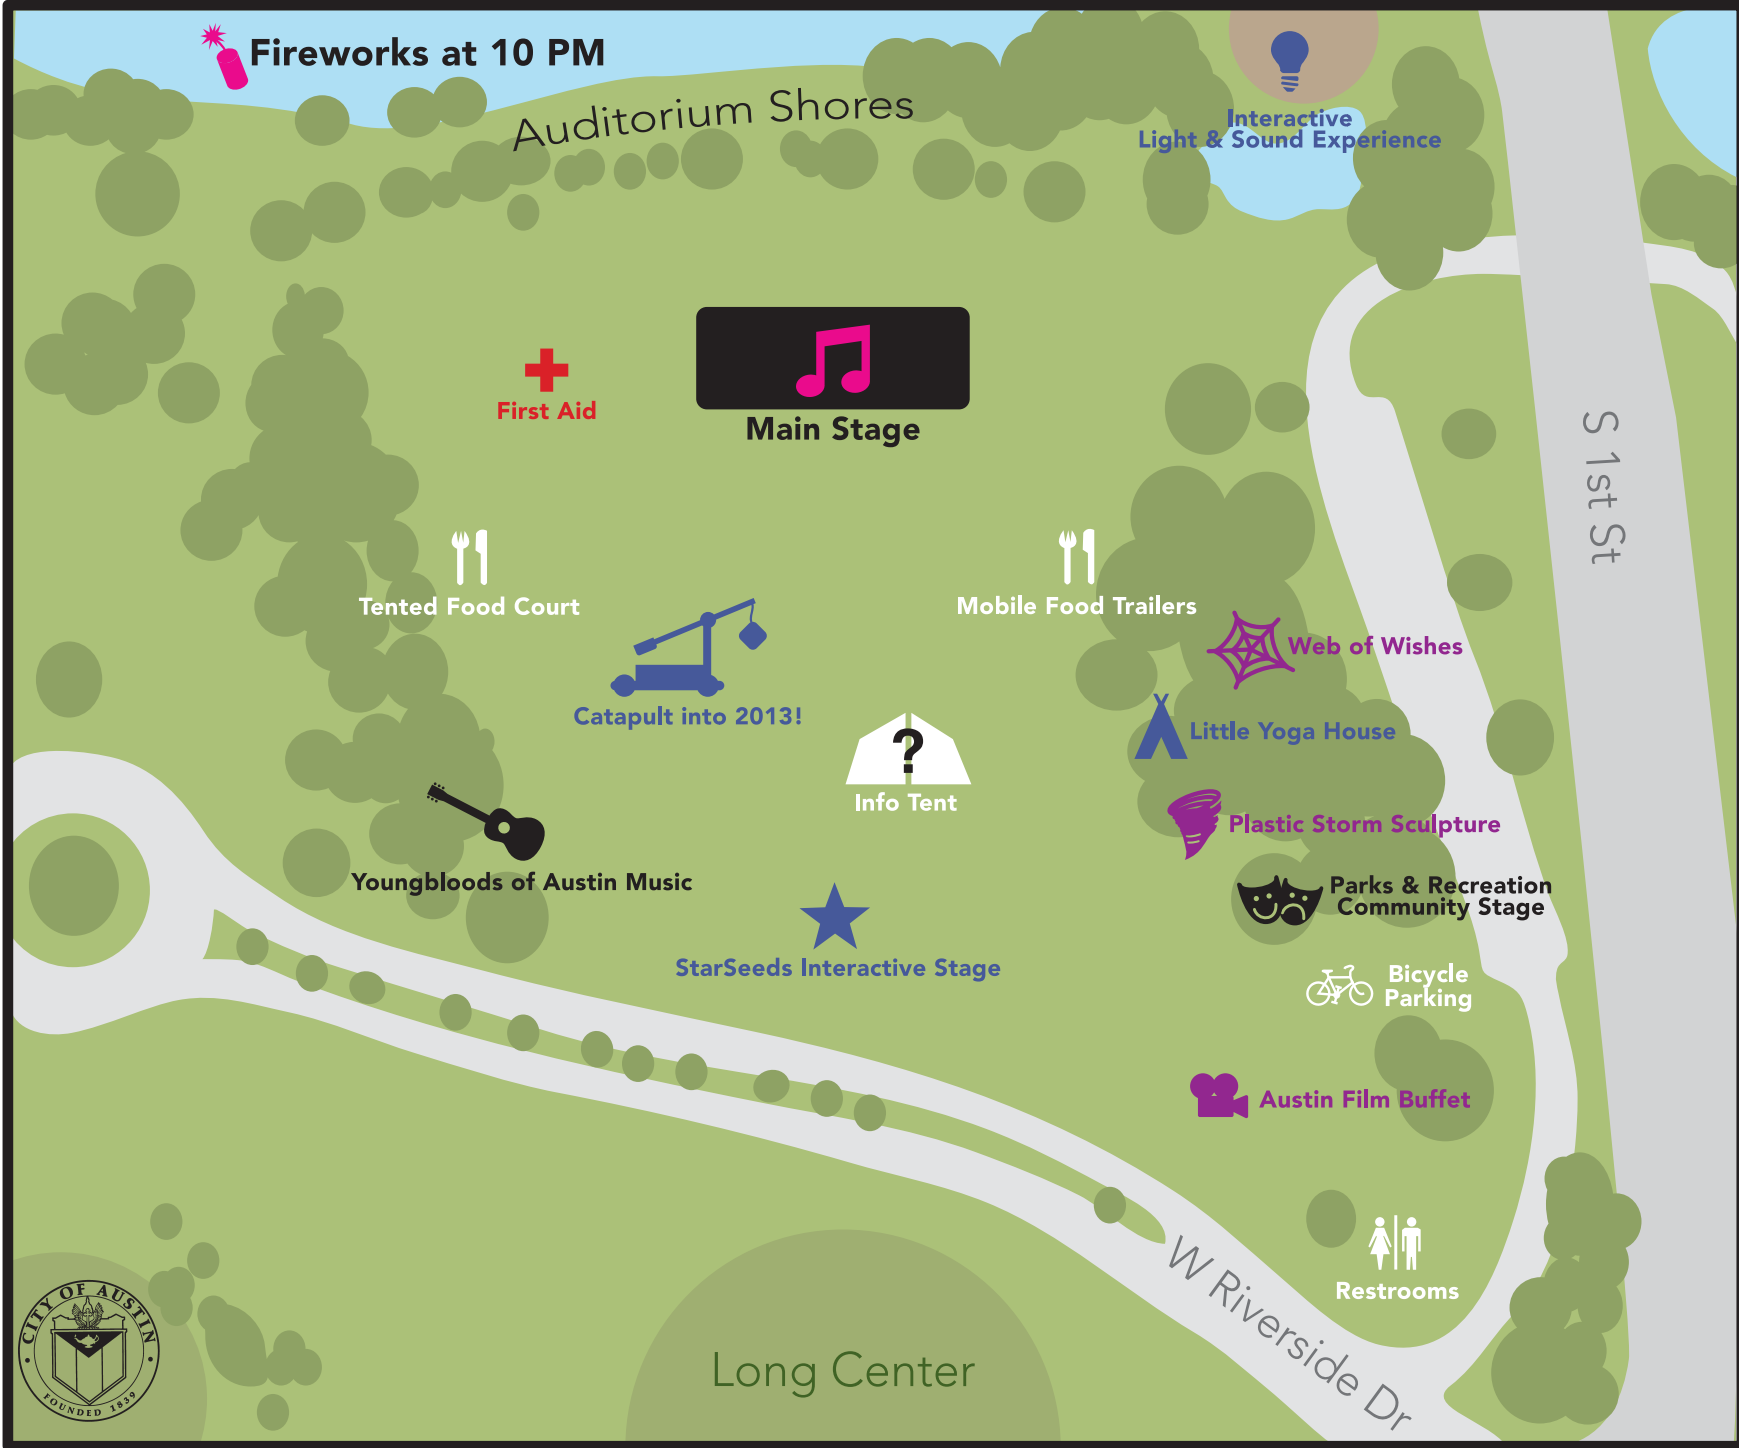 Fireworks at 10 PM
Auditorium Shores
Interactive
Light & Sound Experience
Main Stage
First Aid
S 1st St
Tented Food Court
Mobile Food Trailers
Web of Wishes
Catapult into 2013!
Little Yoga House
?
Info Tent
Plastic Storm Sculpture
Youngbloods of Austin Music
Parks & Recreation
Community Stage
StarSeeds Interactive Stage
Bicycle
Parking
Austin Film Buffet
Restrooms
W Riverside Dr
Long Center
CITY OF AUSTIN
FOUNDED 1839